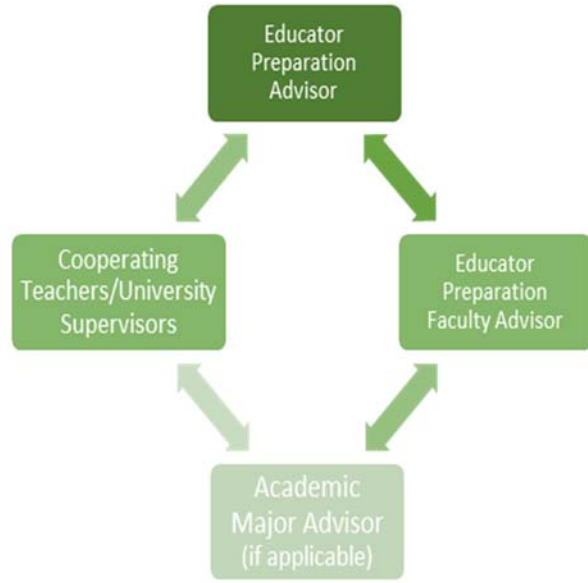 Educator
Preparation
Advisor
Cooperating
Teachers/University
Supervisors
Educator
Preparation
Faculty Advisor
Academic
Major Advisor
(if applicable)